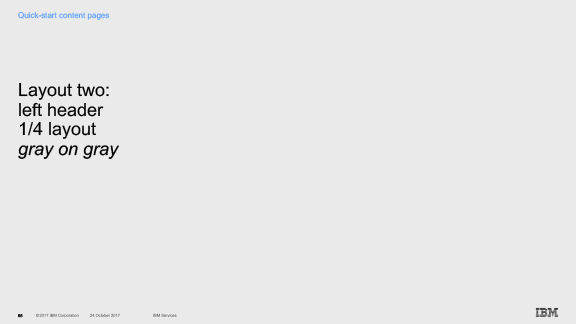 Quick-start content pages
Layout two:
left header
1/4 layout
gray on gray
66 © 2017 IBM Corporation 24 October 2017 IBM Services
IBM